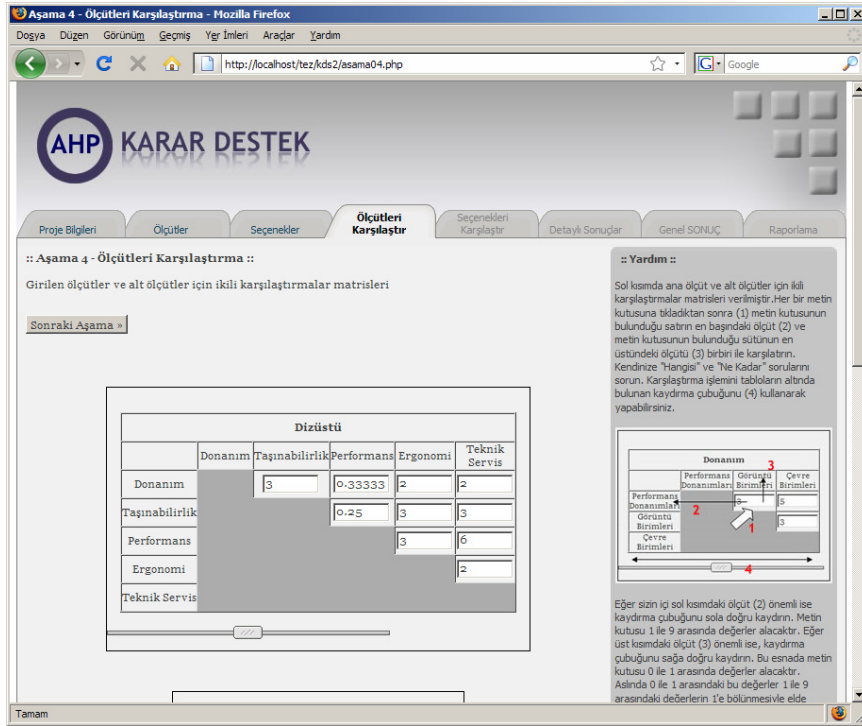 Aşama 4 - Ölçütleri Karşılaştırma - Mozilla Firefox
Dosya Düzen Görünüm Geçmiş Yer İmleri Araçlar Yardım
http://localhost/tez/kds2/asama04.php
G Google
AHP KARAR DESTEK
Proje Bilgileri
Ölçütler
Seçenekler
Ölçütleri
Karşılaştır
Seçenekleri
Karşılaştır
Detaylı Sonuçlar
Genel SONUÇ
Raporlama
:: Aşama 4 - Ölçütleri Karşılaştırma ::
Girilen ölçütler ve alt ölçütler için ikili karşılaştırmalar matrisleri
Sonraki Aşama »
Dizüstü
Donanım Taşınabilirlik Performans Ergonomi Teknik
Servis
Donanım 3 0.33333 2 2
Taşınabilirlik 0.25 3 3
Performans 3 6
Ergonomi 2
Teknik Servis
:: Yardım ::
Sol kısımda ana ölçüt ve alt ölçütler için ikili
karşılaştırmalar matrisleri verilmiştir.Her bir metin
kutusuna tıkladıktan sonra (1) metin kutusunun
bulunduğu satırın en başındaki ölçüt (2) ve
metin kutusunun bulunduğu sütünun en
üstündeki ölçütü (3) birbiri ile karşılatırın.
Kendinize "Hangisi" ve "Ne Kadar" sorularını
sorun. Karşılaştırma işlemini tabloların altında
bulunan kaydırma çubuğunu (4) kullanarak
yapabilirsiniz.
Donanım
3
Performans
Donanımları
Görüntü
Birimleri
Çevre
Birimleri
Performans
Donanımları
2 3 5
Görüntü
Birimleri
1 3
Çevre
Birimleri
4
Eğer sizin içi sol kısımdaki ölçüt (2) önemli ise
kaydırma çubuğunu sola doğru kaydırın. Metin
kutusu 1 ile 9 arasında değerler alacaktır. Eğer
üst kısımdaki ölçüt (3) önemli ise, kaydırma
çubuğunu sağa doğru kaydırın. Bu esnada metin
kutusu 0 ile 1 arasında değerler alacaktır.
Aslında 0 ile 1 arasındaki bu değerler 1 ile 9
arasındaki değerlerin 1'e bölünmesiyle elde
Tamam